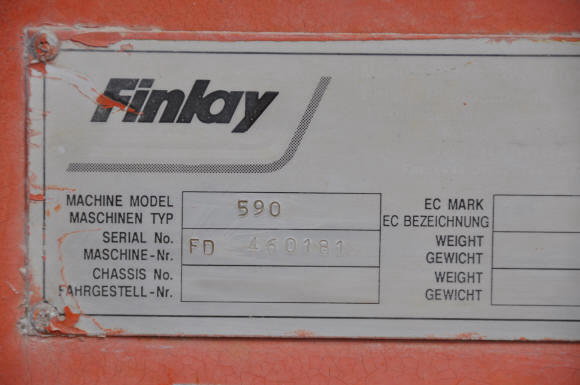 Finlay
MACHINE MODEL 590
MASCHINEN TYP
SERIAL No. FD 460181
MASCHINE-Nr.
CHASSIS No.
FAHRGESTELL-Nr.
EC MARK
EC BEZEICHNUNG
WEIGHT
GEWICHT
WEIGHT
GEWICHT